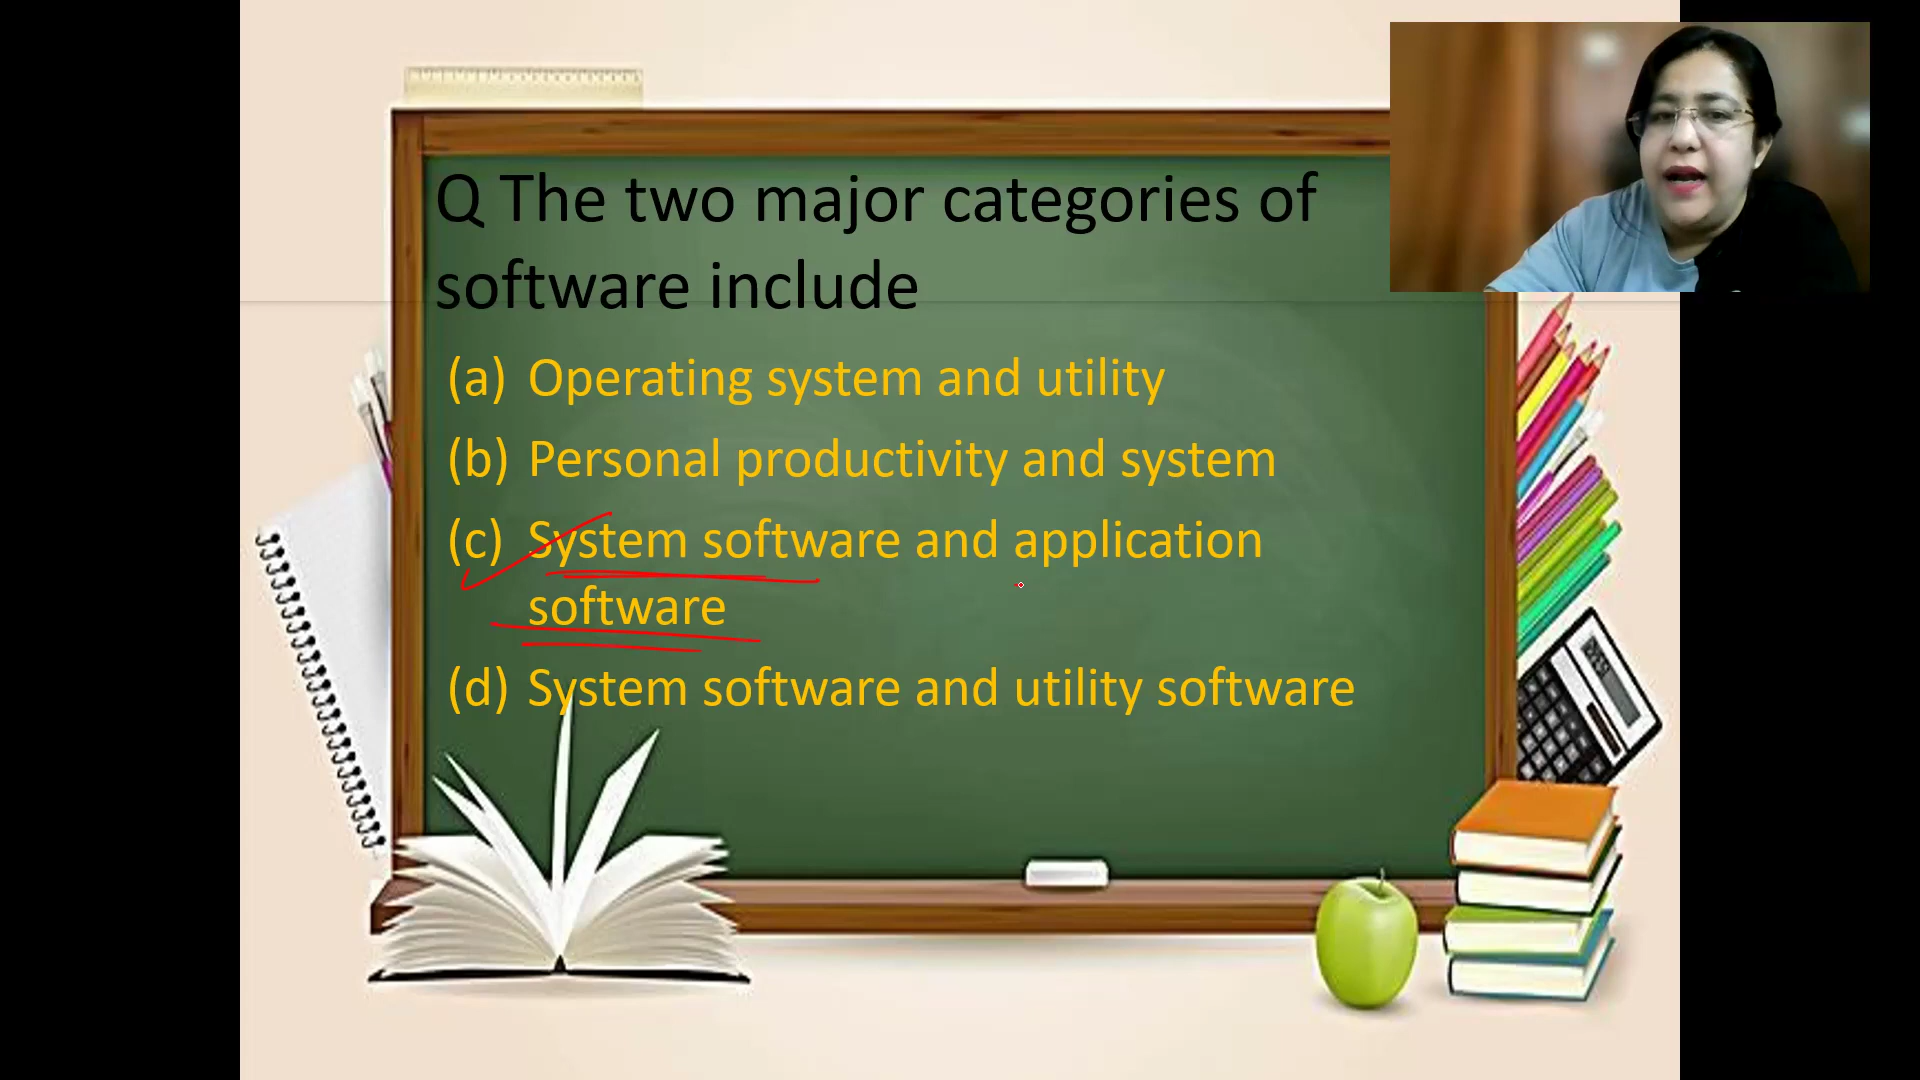 Q The two major categories of
software include
(a) Operating system and utility
(b) Personal productivity and system
(c) System software and application
software
(d) System software and utility software